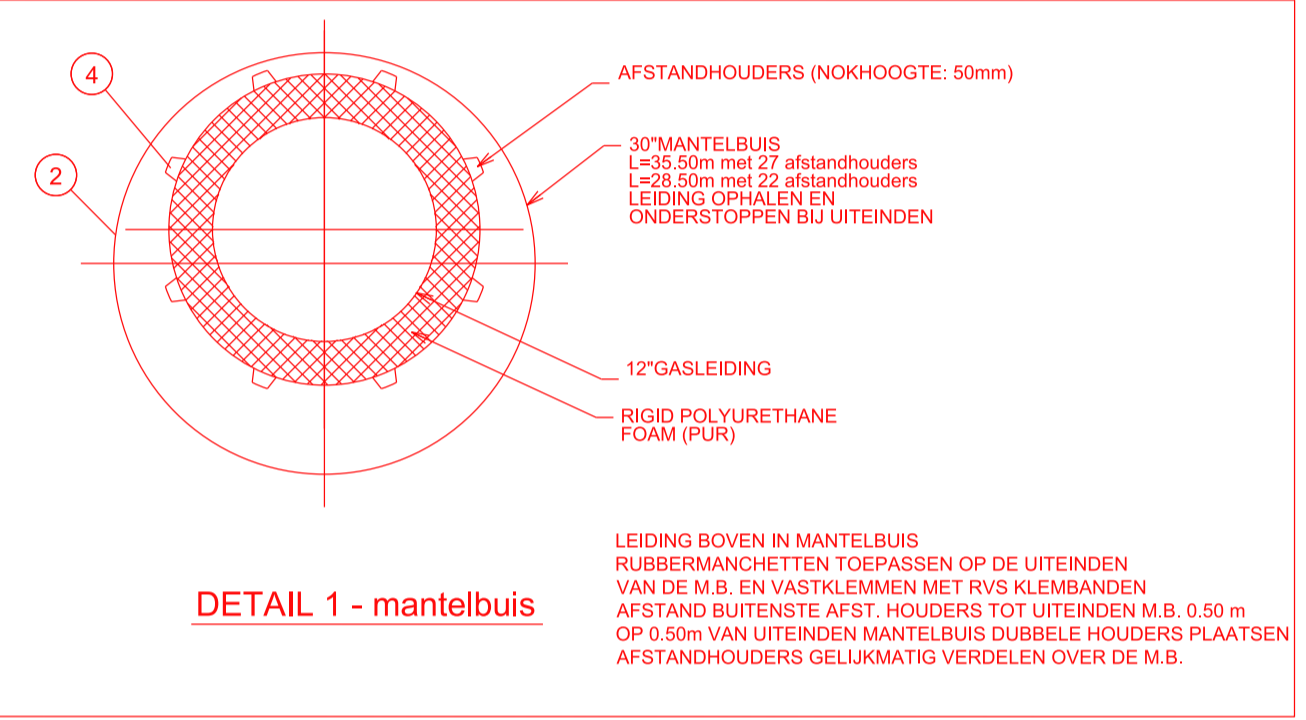 4
2
AFSTANDHOUDERS (NOKHOOGTE: 50mm)
30"MANTELBUIS
L=35.50m met 27 afstandhouders
L=28.50m met 22 afstandhouders
LEIDING OPHALEN EN
ONDERSTOPPEN BIJ UITEINDEN
12"GASLEIDING
RIGID POLYURETHANE
FOAM (PUR)
DETAIL 1 - mantelbuis
LEIDING BOVEN IN MANTELBUIS
RUBBERMANCHETTEN TOEPASSEN OP DE UITEINDEN
VAN DE M.B. EN VASTKLEMMEN MET RVS KLEMBANDEN
AFSTAND BUITENSTE AFST. HOUDERS TOT UITEINDEN M.B. 0.50 m
OP 0.50m VAN UITEINDEN MANTELBUIS DUBBELE HOUDERS PLAATSEN
AFSTANDHOUDERS GELIJKMATIG VERDELEN OVER DE M.B.